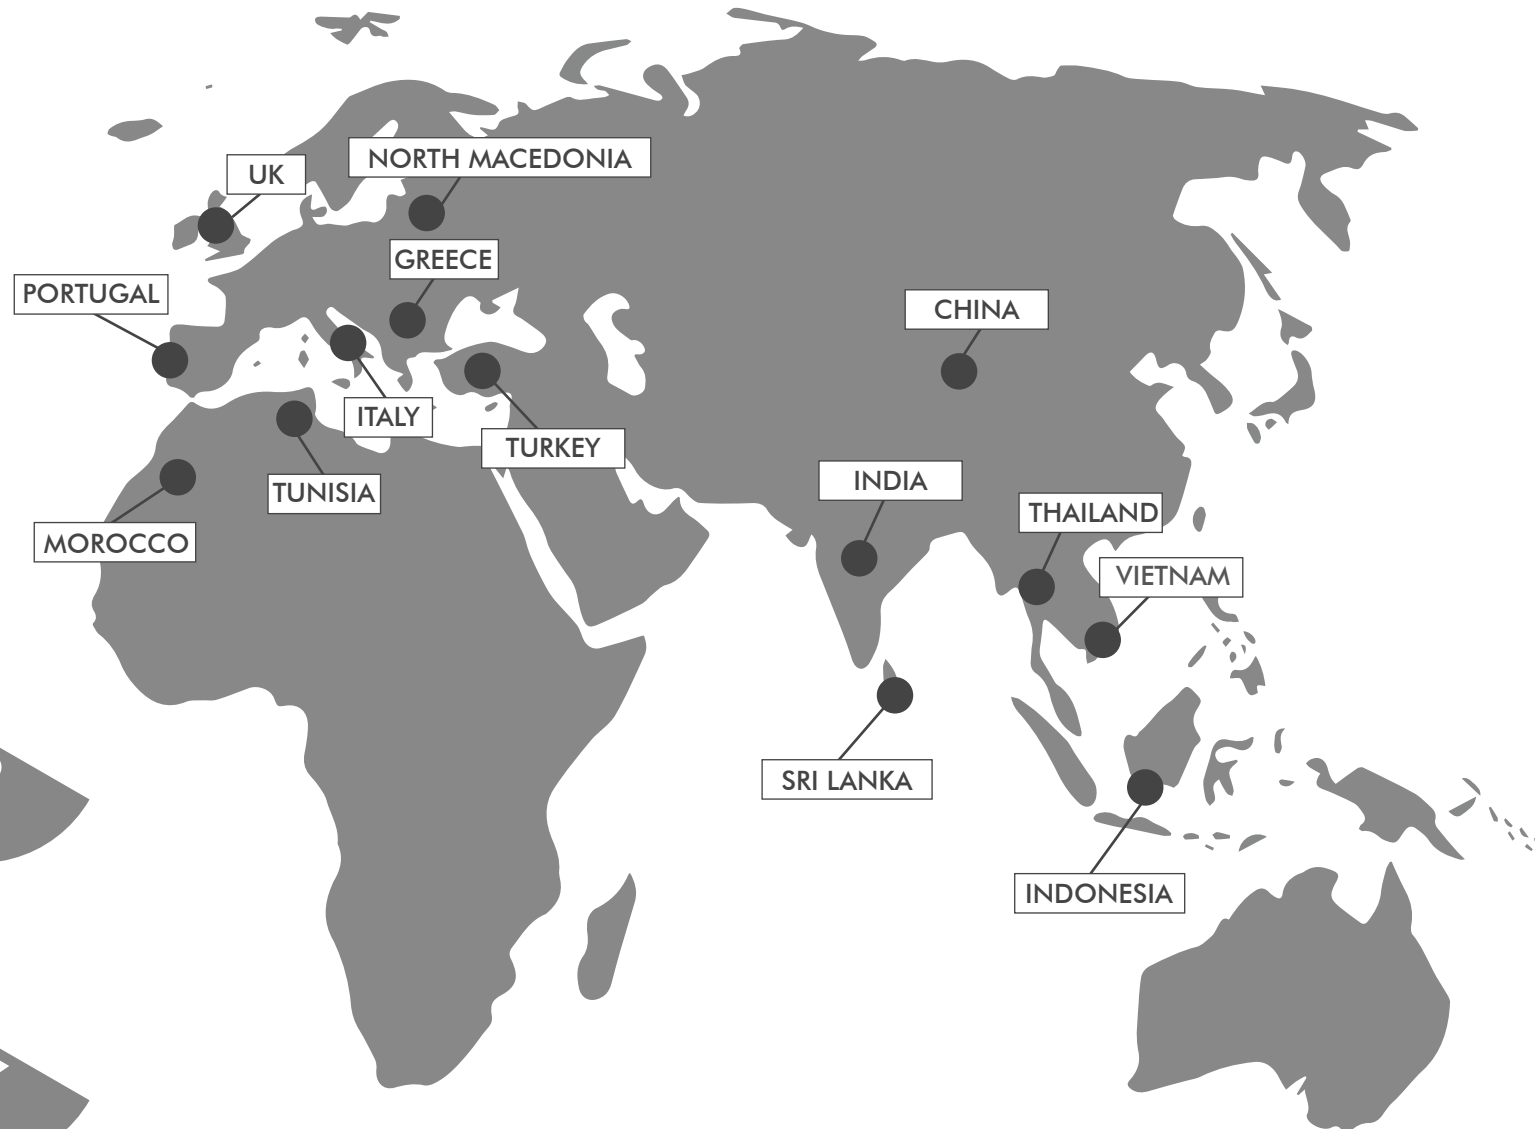 NORTH MACEDONIA
UK
GREECE
PORTUGAL
CHINA
ITALY
TURKEY
INDIA
TUNISIA
THAILAND
MOROCCO
VIETNAM
SRI LANKA
INDONESIA